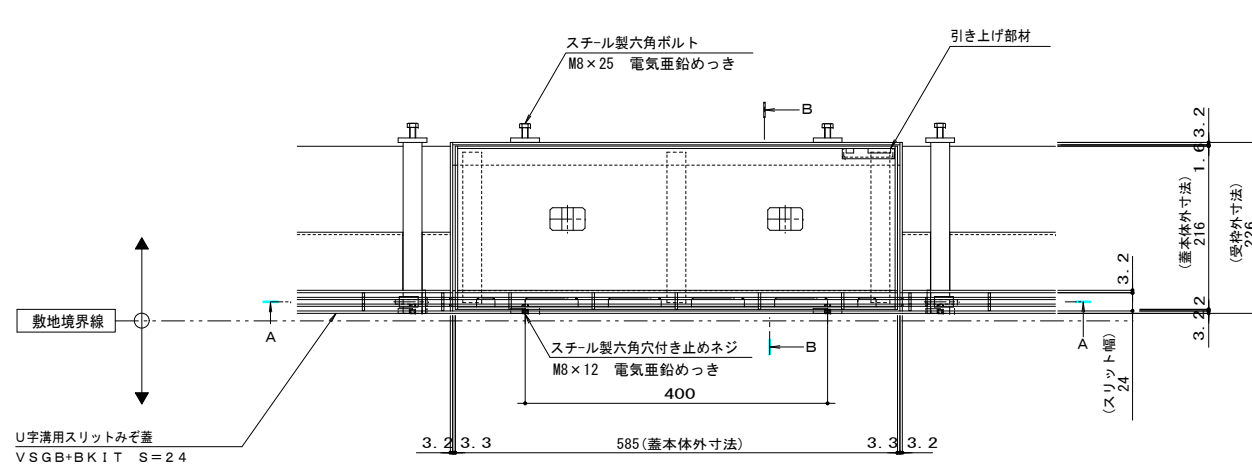 スチール製六角ボルト
M8×25 電気亜鉛めっき
引き上げ部材
B
3.2
1.6
(蓋本体外寸法)
216
(受枠外寸法)
226
3.2
敷地境界線
A
スチール製六角穴付き止めネジ
M8×12 電気亜鉛めっき
B
A
2
3.2
(スリット幅)
24
400
U字溝用スリットみぞ蓋
VSGB+BKIT S=24
3.2 3.3
585(蓋本体外寸法)
3.3 3.2